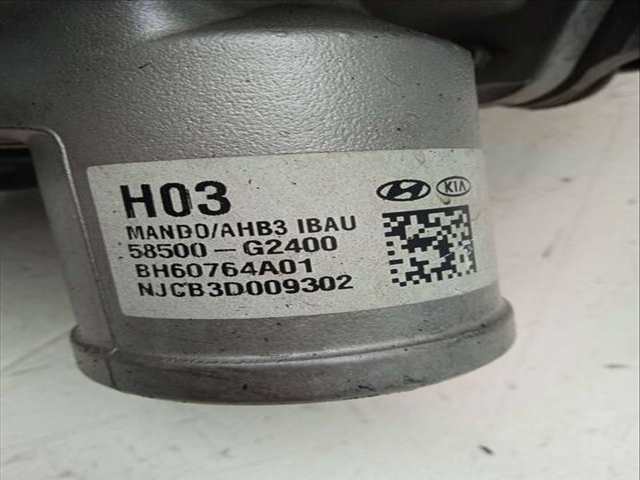 H03
KIA
MANDO/AHB3 IBAU
58500-G2400
BH60764A01
NJCB3D009302